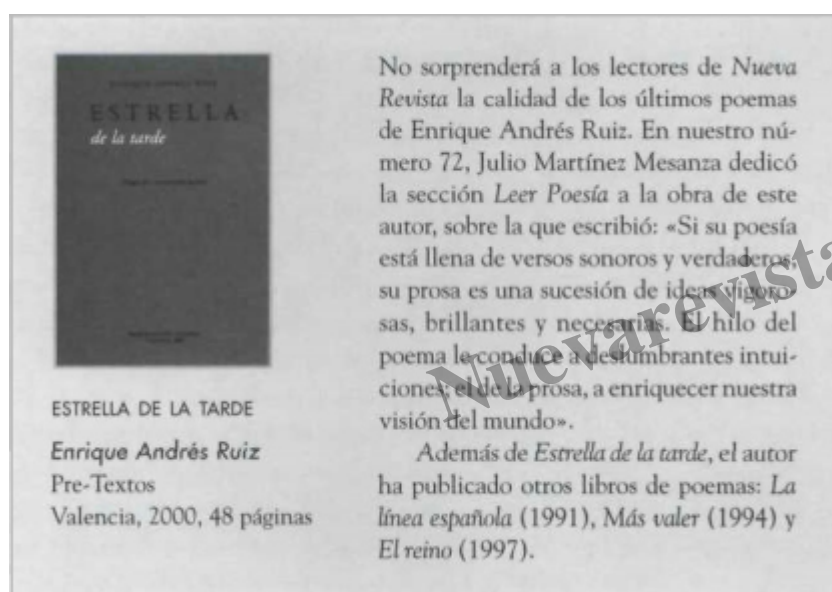 ESTRELLA
de la tarde
ESTRELLA DE LA TARDE
Enrique Andrés Ruiz
Pre-Textos
Valencia, 2000, 48 páginas
No sorprenderá a los lectores de Nueva
Revista la calidad de los últimos poemas
de Enrique Andrés Ruiz. En nuestro nú-
mero 72, Julio Martínez Mesanza dedicó
la sección Leer Poesía a la obra de este
autor, sobre la que escribió: «Si su poesía
está llena de versos sonoros y verdaderos,
su prosa es una sucesión de ideas vigoro-
sas, brillantes y necesarias. El hilo del
poema le conduce a deslumbrantes intui-
ciones; el de la prosa, a enriquecer nuestra
visión del mundo».
Además de Estrella de la tarde, el autor
ha publicado otros libros de poemas: La
línea española (1991), Más valer (1994) y
El reino (1997).
Nuevarevista